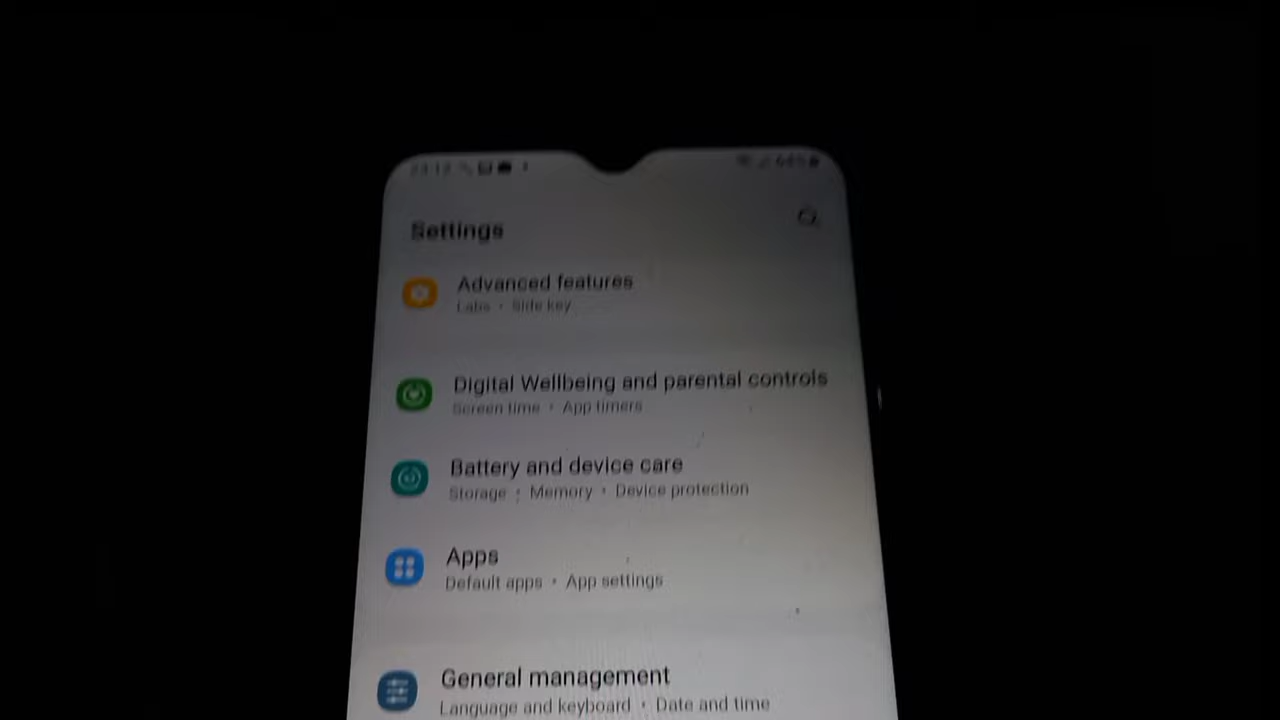 Settings
Advanced features
Labs • Side key
Digital Wellbeing and parental controls
Screen time • App timers
Battery and device care
Storage • Memory • Device protection
Apps
Default apps • App settings
General management
Language and keyboard • Date and time